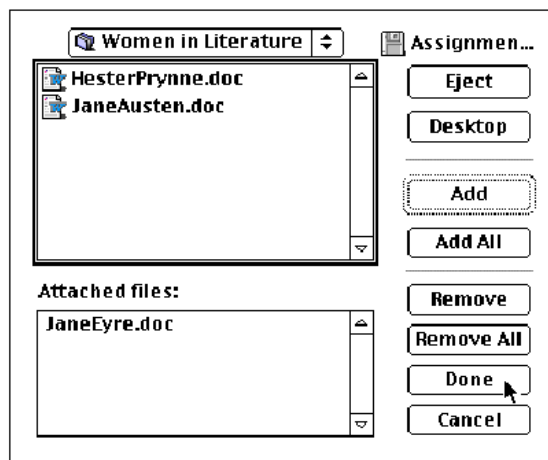 Women in Literature
Assignmen...
HesterPrynne.doc
JaneAusten.doc
Eject
Desktop
Add
Add All
Attached files:
JaneEyre.doc
Remove
Remove All
Done
Cancel